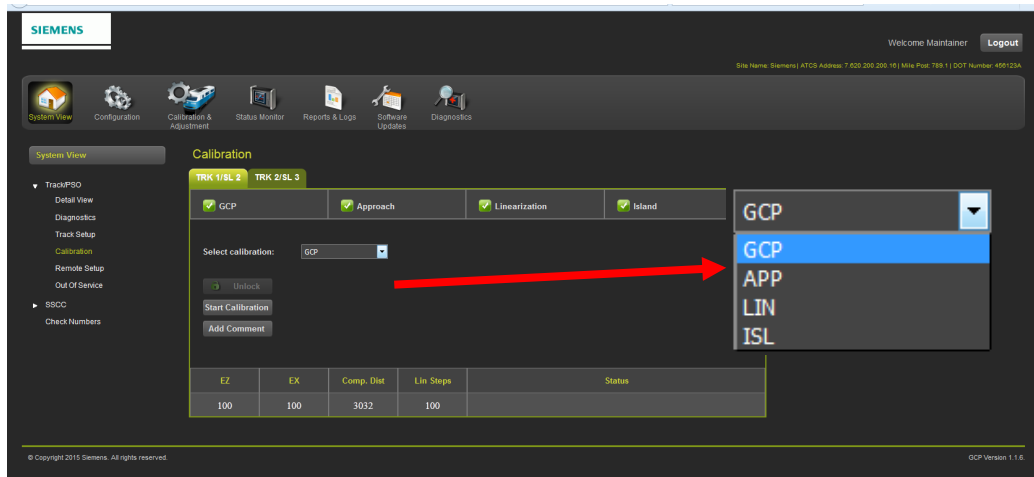 SIEMENS
Welcome Maintainer Logout
Site Name: Siemens | ATCS Address: 7.620.200.200.16 | Mile Post: 789.1 | DOT Number: 456123A
System View Configuration Calibration & Adjustment Status Monitor Reports & Logs Software Updates Diagnostics
System View
Track/PSO
Detail View
Diagnostics
Track Setup
Calibration
Remote Setup
Out Of Service
SSCC
Check Numbers
Calibration
TRK 1/SL 2 TRK 2/SL 3
GCP Approach Linearization Island
Select calibration: GCP
Unlock
Start Calibration
Add Comment
GCP
GCP
APP
LIN
ISL
EZ EX Comp. Dist Lin Steps Status
100 100 3032 100
© Copyright 2015 Siemens. All rights reserved. GCP Version 1.1.6.